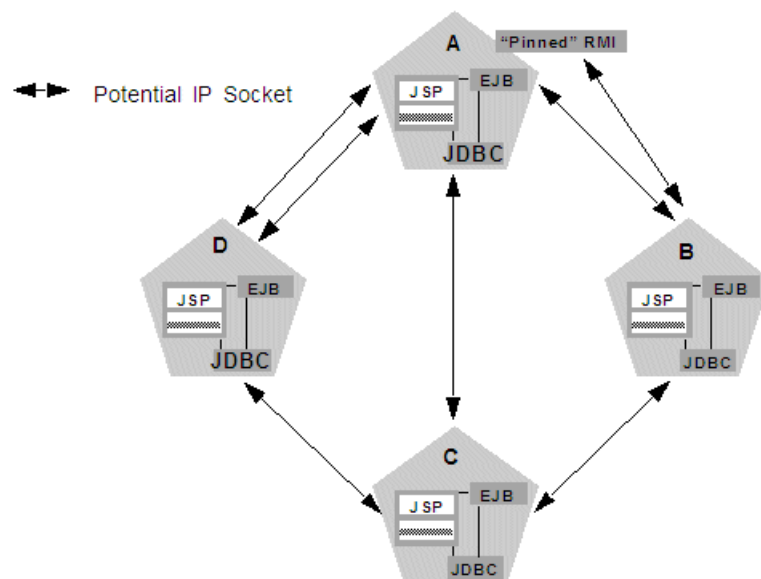 A
"Pinned" RMI
EJB
JSP
JDBC
Potential IP Socket
D
EJB
JSP
JDBC
B
EJB
JSP
JDBC
C
EJB
JSP
JDBC